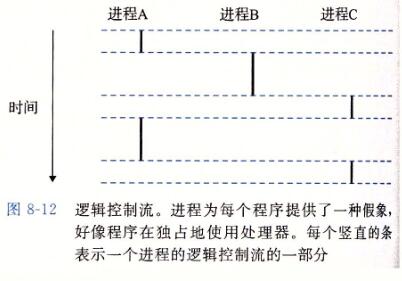 进程A 进程B 进程C
时间
图 8-12 逻辑控制流。进程为每个程序提供了一种假象，
好像程序在独占地使用处理器。每个竖直的条
表示一个进程的逻辑控制流的一部分